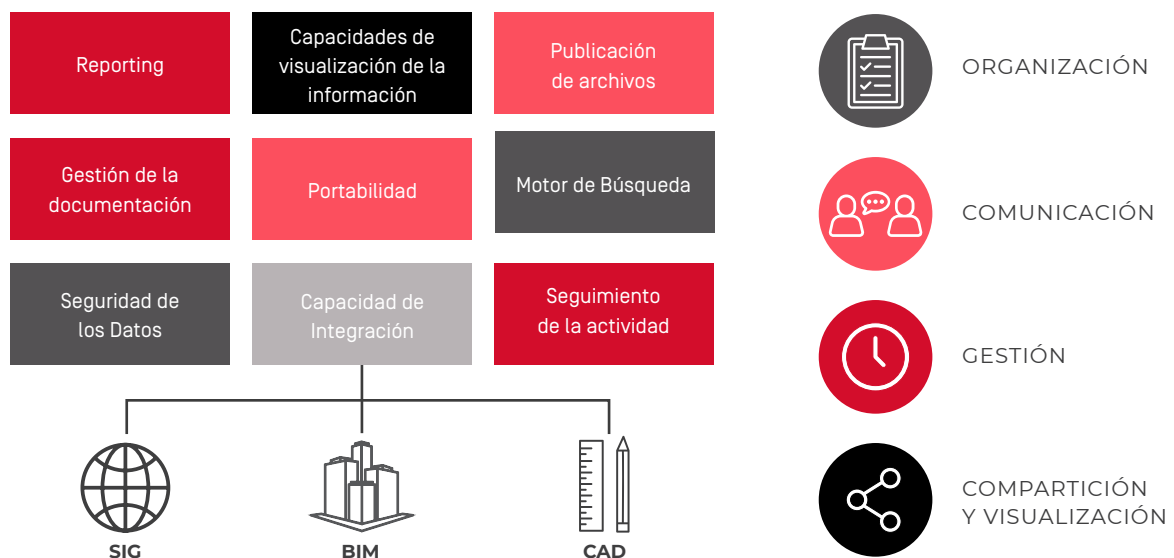 Reporting
Capacidades de
visualización de la
información
Publicación
de archivos
Gestión de la
documentación
Portabilidad
Motor de Búsqueda
Seguridad de
los Datos
Capacidad de
Integración
Seguimiento
de la actividad
SIG
BIM
CAD
ORGANIZACIÓN
COMUNICACIÓN
GESTIÓN
COMPARTICIÓN
Y VISUALIZACIÓN